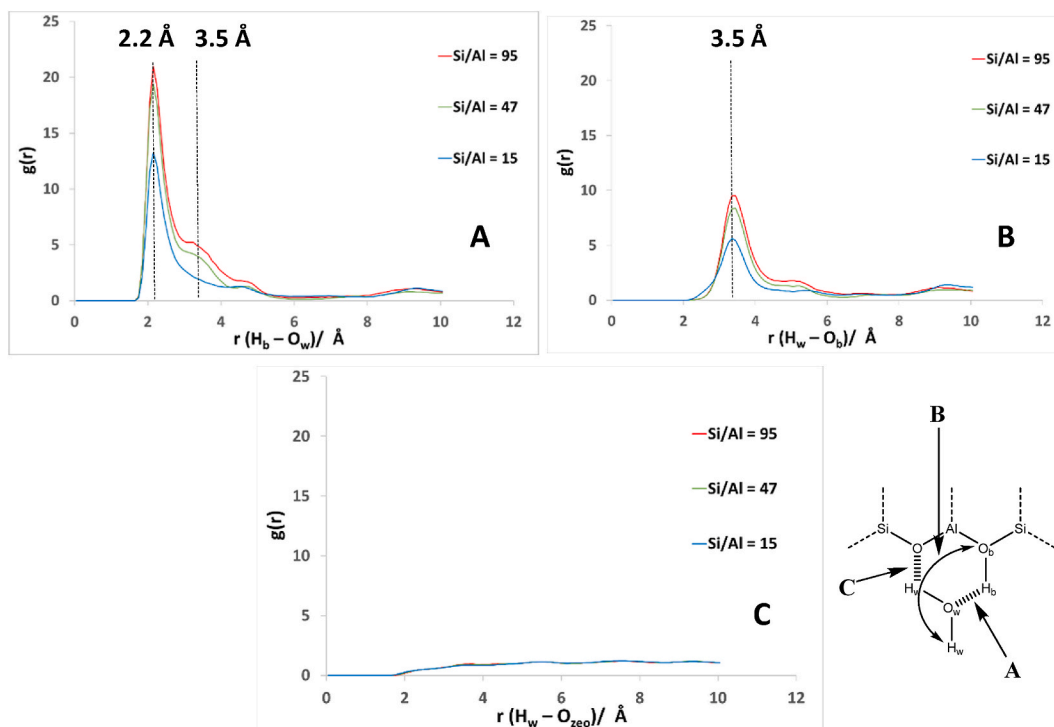 2.2 Å 3.5 Å
Si/Al = 95
Si/Al = 47
Si/Al = 15
25
20
15
10
5
0
g(r)
0 2 4 6 8 10 12
r (Hb – Ow)/ Å
A
3.5 Å
Si/Al = 95
Si/Al = 47
Si/Al = 15
25
20
15
10
5
0
g(r)
0 2 4 6 8 10 12
r (Hw – Ob)/ Å
B
Si/Al = 95
Si/Al = 47
Si/Al = 15
25
20
15
10
5
0
g(r)
0 2 4 6 8 10 12
r (Hw – Ozeo)/ Å
C
B
Si Al Si
O Ob
C
Hw Hb
Ow
Hw
A